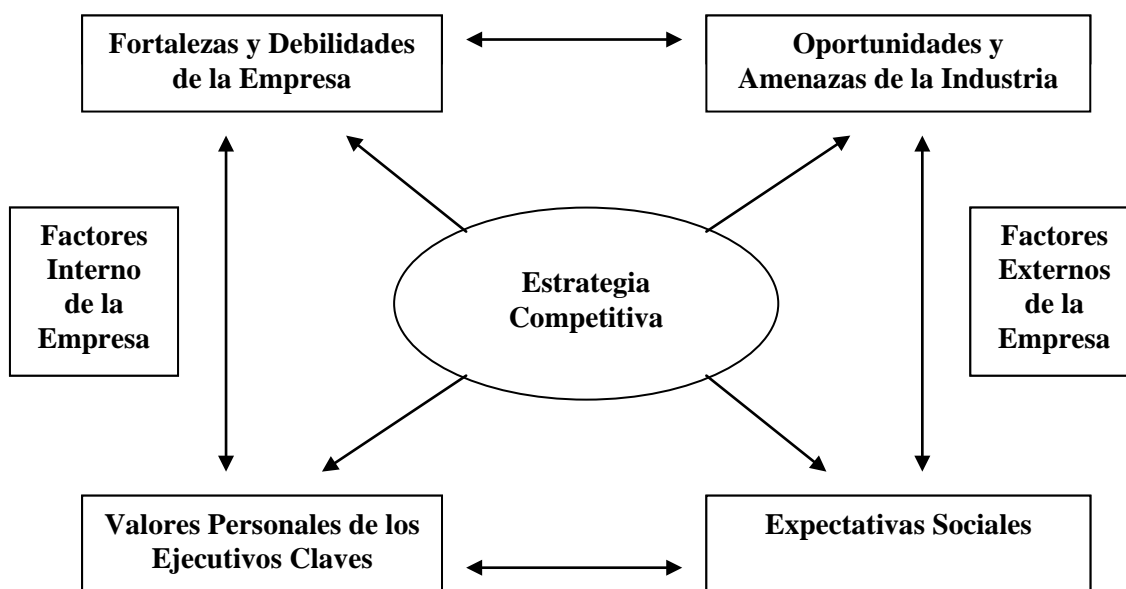 Fortalezas y Debilidades
de la Empresa
Oportunidades y
Amenazas de la Industria
Factores
Interno
de la
Empresa
Estrategia
Competitiva
Factores
Externos
de la
Empresa
Valores Personales de los
Ejecutivos Claves
Expectativas Sociales